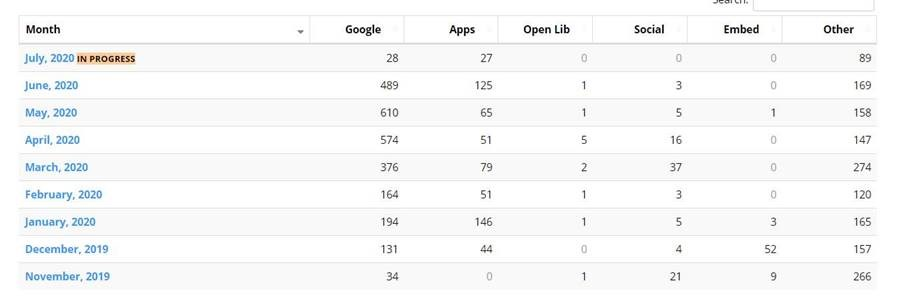 Search:
Month Google Apps Open Lib Social Embed Other
July, 2020 IN PROGRESS 28 27 0 0 0 89
June, 2020 489 125 1 3 0 169
May, 2020 610 65 1 5 1 158
April, 2020 574 51 5 16 0 147
March, 2020 376 79 2 37 0 274
February, 2020 164 51 1 3 0 120
January, 2020 194 146 1 5 3 165
December, 2019 131 44 0 4 52 157
November, 2019 34 0 1 21 9 266